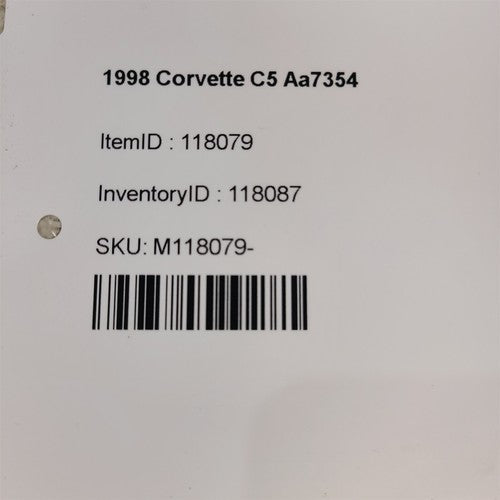 1998 Corvette C5 Aa7354
ItemID : 118079
InventoryID : 118087
SKU: M118079-